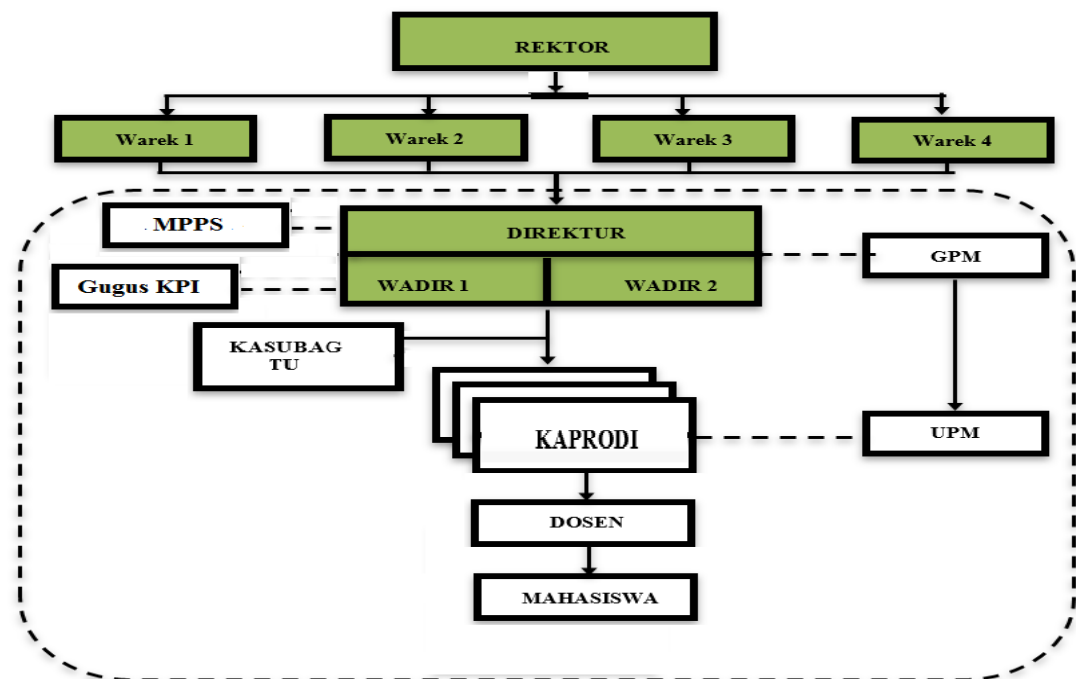 REKTOR
Warek 1
Warek 2
Warek 3
Warek 4
MPPS
DIREKTUR
GPM
Gugus KPI
WADIR 1
WADIR 2
KASUBAG
TU
KAPRODI
UPM
DOSEN
MAHASISWA